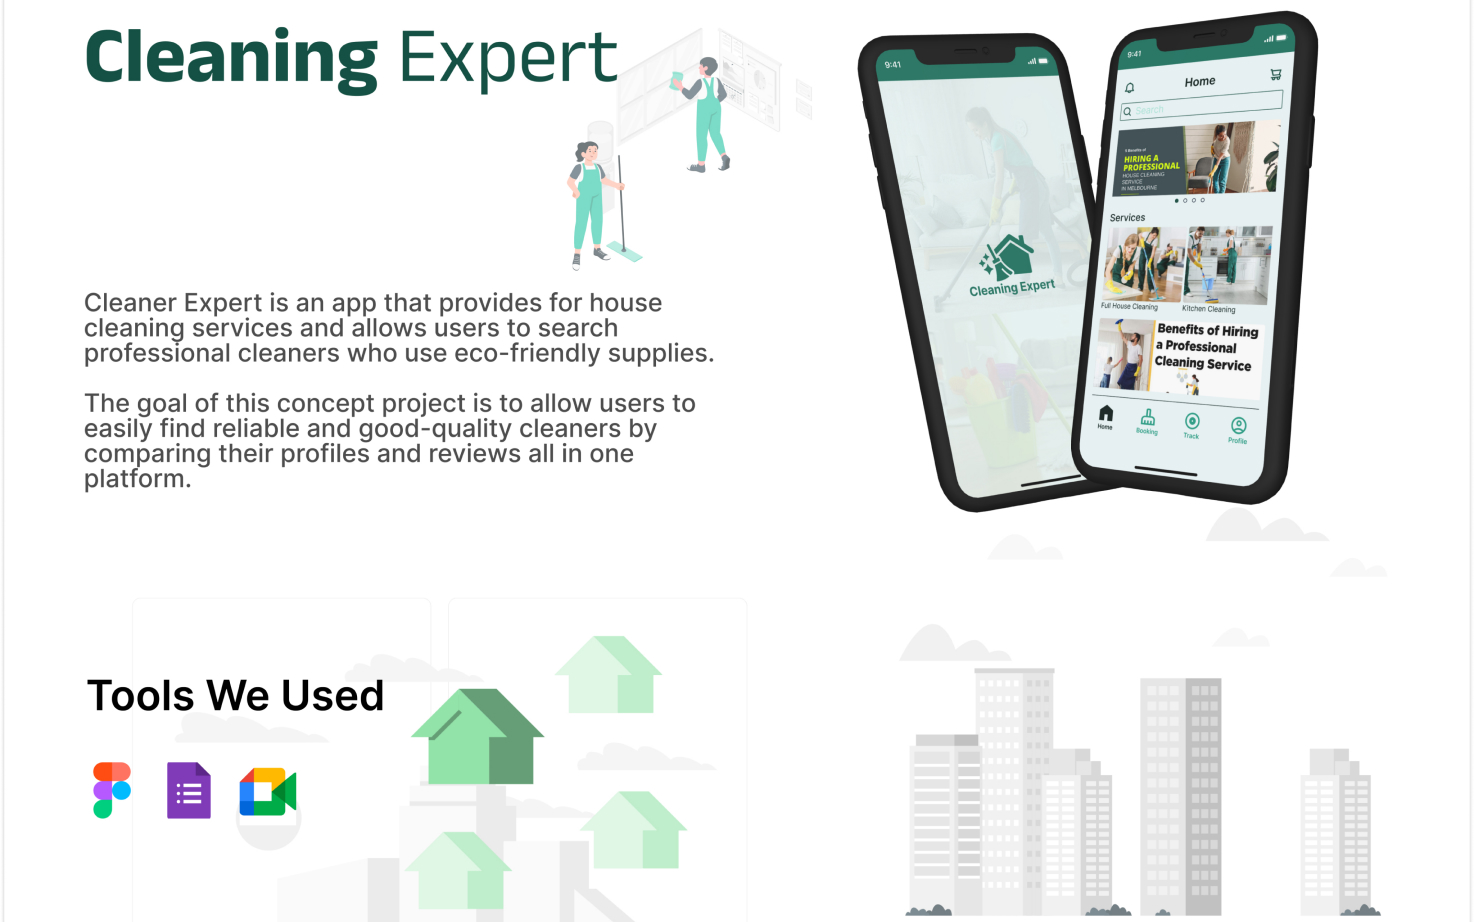 Cleaning Expert
Cleaner Expert is an app that provides for house
cleaning services and allows users to search
professional cleaners who use eco-friendly supplies.
The goal of this concept project is to allow users to
easily find reliable and good-quality cleaners by
comparing their profiles and reviews all in one
platform.
9:41
Cleaning Expert
9:41
Home
Search
5 Benefits of
HIRING A
PROFESSIONAL
HOUSE CLEANING
SERVICE
IN MELBOURNE
Services
Full House Cleaning
Kitchen Cleaning
Benefits of Hiring
a Professional
Cleaning Service
Home
Booking
Track
Profile
Tools We Used